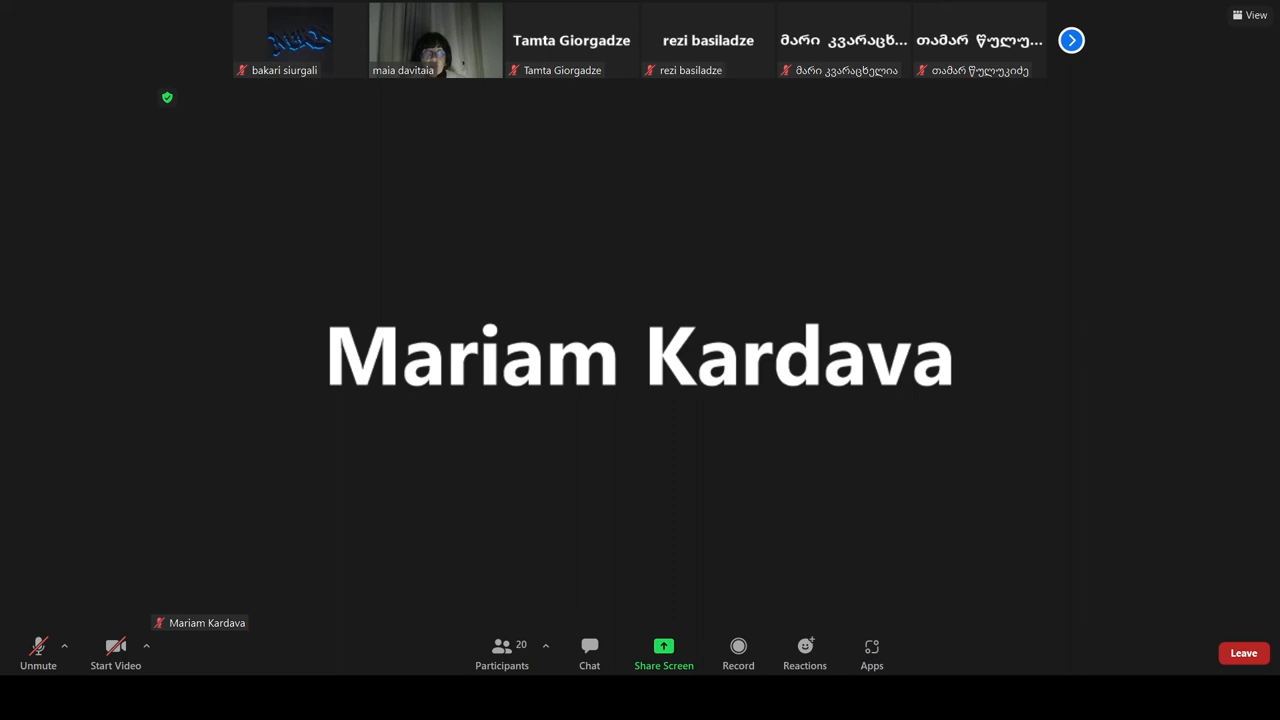 View
Tamta Giorgadze
rezi basiladze
მარი კვარაცხ...
თამარ წულუ...
bakari siurgali
maia davitaia
Tamta Giorgadze
rezi basiladze
მარი კვარაცხელია
თამარ წულუკიძე
Mariam Kardava
Mariam Kardava
Unmute
Start Video
20
Participants
Chat
Share Screen
Record
Reactions
Apps
Leave